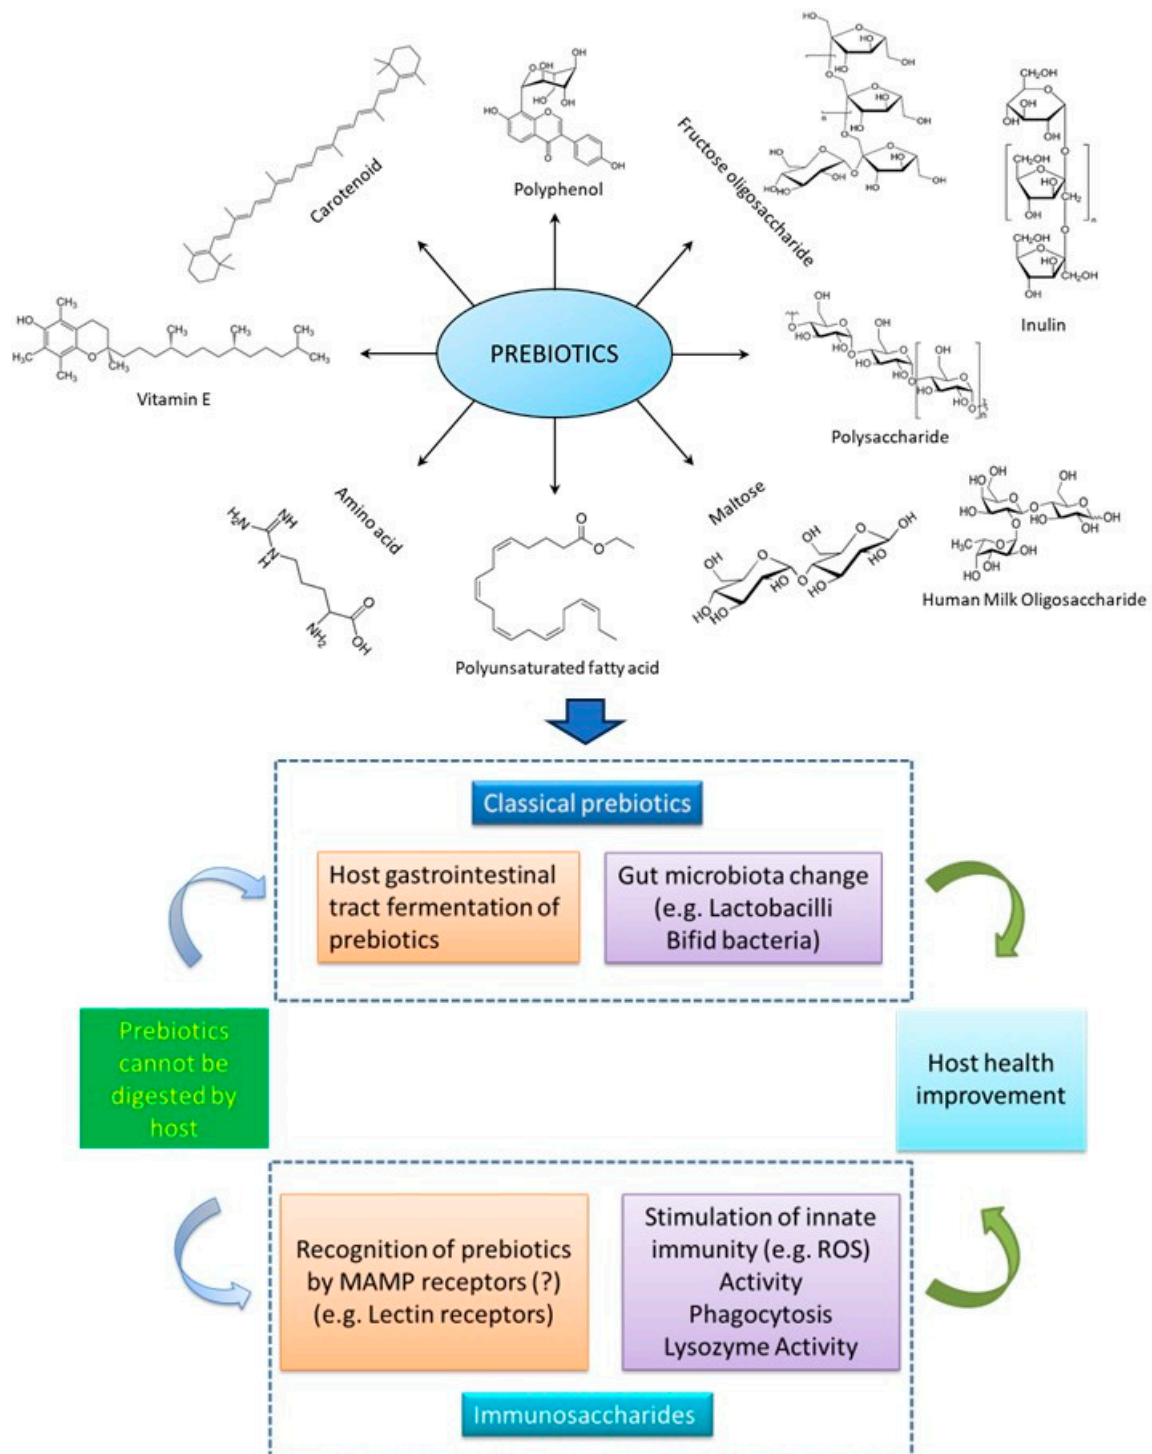 Carotenoid
Polyphenol
Fructose oligosaccharide
Inulin
Vitamin E
PREBIOTICS
Polysaccharide
Amino acid
Polyunsaturated fatty acid
Maltose
Human Milk Oligosaccharide
Classical prebiotics
Host gastrointestinal
tract fermentation of
prebiotics
Gut microbiota change
(e.g. Lactobacilli
Bifid bacteria)
Prebiotics
cannot be
digested by
host
Host health
improvement
Recognition of prebiotics
by MAMP receptors (?)
(e.g. Lectin receptors)
Stimulation of innate
immunity (e.g. ROS)
Activity
Phagocytosis
Lysozyme Activity
Immunosaccharides